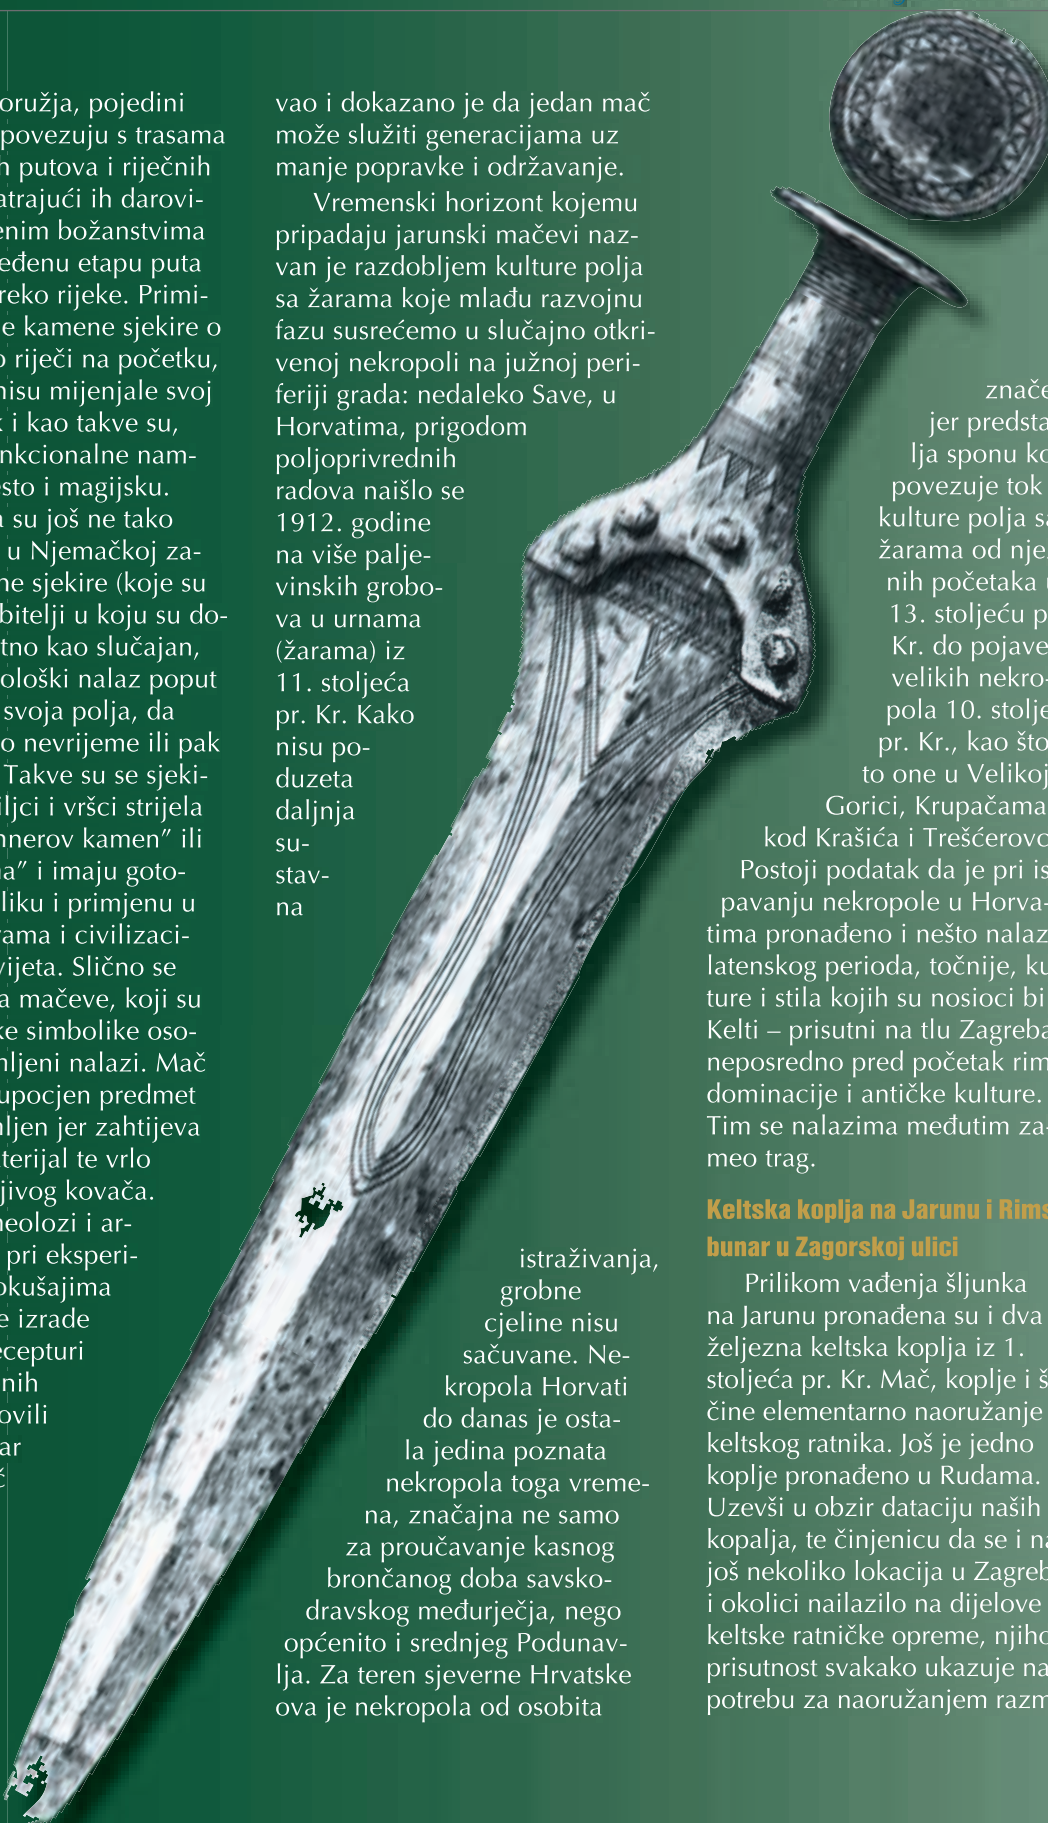 oružja, pojedini
povezuju s trasama
h putova i riječnih
atrajući ih darovi-
enim božanstvima
eđenu etapu puta
reko rijeke. Primi-
e kamene sjekire o
o riječi na početku,
nisu mijenjale svoj
k i kao takve su,
nkcionalne nam-
esto i magijsku.
a su još ne tako
u Njemačkoj za-
ne sjekire (koje su
bitelji u koju su do-
tno kao slučajan,
ološki nalaz poput
svoja polja, da
o nevrijeme ili pak
Takve su se sjeki-
iljci i vršci strijela
nnerov kamen” ili
na” i imaju goto-
liku i primjenu u
rama i civilizaci-
vijeta. Slično se
a mačeve, koji su
ke simbolike oso-
mljeni nalazi. Mač
upocjen predmet
nljen jer zahtijeva
terijal te vrlo
jivog kovača.
heolozi i ar-
pri eksperi-
okušajima
e izrade
ecepturi
nih
ovili
ar
č
vao i dokazano je da jedan mač
može služiti generacijama uz
manje popravke i održavanje.
Vremenski horizont kojemu
pripadaju jarunski mačevi naz-
van je razdobljem kulture polja
sa žarama koje mlađu razvojnu
fazu susrećemo u slučajno otkri-
venoj nekropoli na južnoj peri-
feriji grada: nedaleko Save, u
Horvatima, prigodom
poljoprivrednih
radova naišlo se
1912. godine
na više palje-
vinskih grobo-
va u urnama
(žarama) iz
11. stoljeća
pr. Kr. Kako
nisu po-
duzeta
daljnja
su-
stav-
na
istraživanja,
grobne
cjeline nisu
sačuvane. Ne-
kropola Horvati
do danas je osta-
la jedina poznata
nekropola toga vreme-
na, značajna ne samo
za proučavanje kasnog
brončanog doba savsko-
dravskog međurječja, nego
općenito i srednjeg Podunav-
lja. Za teren sjeverne Hrvatske
ova je nekropola od osobita
znače
jer predsta
lja sponu ko
povezuje tok
kulture polja sa
žarama od nje
nih početaka u
13. stoljeću p
Kr. do pojave
velikih nekro-
pola 10. stolje
pr. Kr., kao što
to one u Velikoj
Gorici, Krupačama
kod Krašića i Trešćerovc
Postoji podatak da je pri is
pavanju nekropole u Horva-
tima pronađeno i nešto nalaz
latenskog perioda, točnije, ku
ture i stila kojih su nosioci bi
Kelti – prisutni na tlu Zagreba
neposredno pred početak rim
dominacije i antičke kulture.
Tim se nalazima međutim za-
meo trag.
Keltska koplja na Jarunu i Rims
bunar u Zagorskoj ulici
Prilikom vađenja šljunka
na Jarunu pronađena su i dva
željezna keltska koplja iz 1.
stoljeća pr. Kr. Mač, koplje i š
čine elementarno naoružanje
keltskog ratnika. Još je jedno
koplje pronađeno u Rudama.
Uzevši u obzir dataciju naših
kopalja, te činjenicu da se i na
još nekoliko lokacija u Zagreb
i okolici nailazilo na dijelove
keltske ratničke opreme, njiho
prisutnost svakako ukazuje na
potrebu za naoružanjem razm